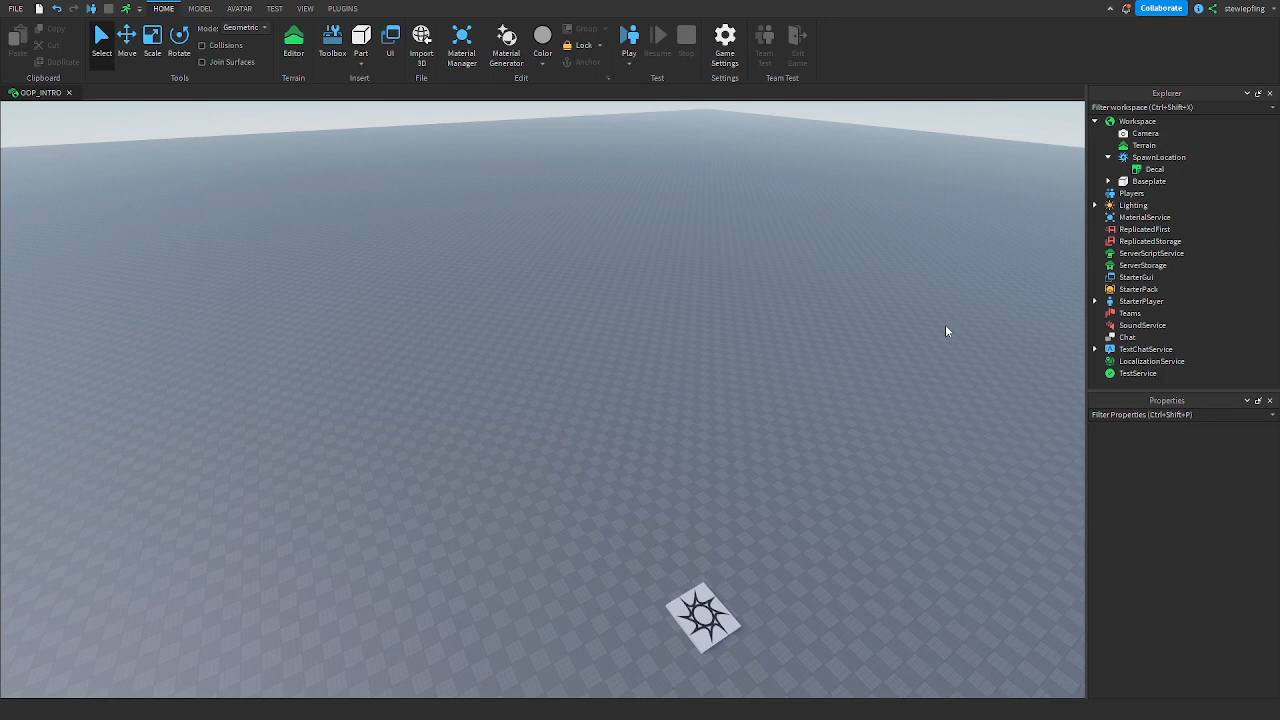 FILE HOME MODEL AVATAR TEST VIEW PLUGINS Collaborate stewiepfing
Copy Mode: Geometric Group
Cut Collisions Lock
Paste Duplicate Select Move Scale Rotate Join Surfaces Editor Toolbox Part UI Import 3D Material Manager Material Generator Color Anchor Play Resume Stop Game Settings Team Test Exit Game
Clipboard Tools Terrain Insert File Edit Test Settings Team Test
OOP_INTRO
Explorer
Filter workspace (Ctrl+Shift+X)
Workspace
Camera
Terrain
SpawnLocation
Decal
Baseplate
Players
Lighting
MaterialService
ReplicatedFirst
ReplicatedStorage
ServerScriptService
ServerStorage
StarterGui
StarterPack
StarterPlayer
Teams
SoundService
Chat
TextChatService
LocalizationService
TestService
Properties
Filter Properties (Ctrl+Shift+P)